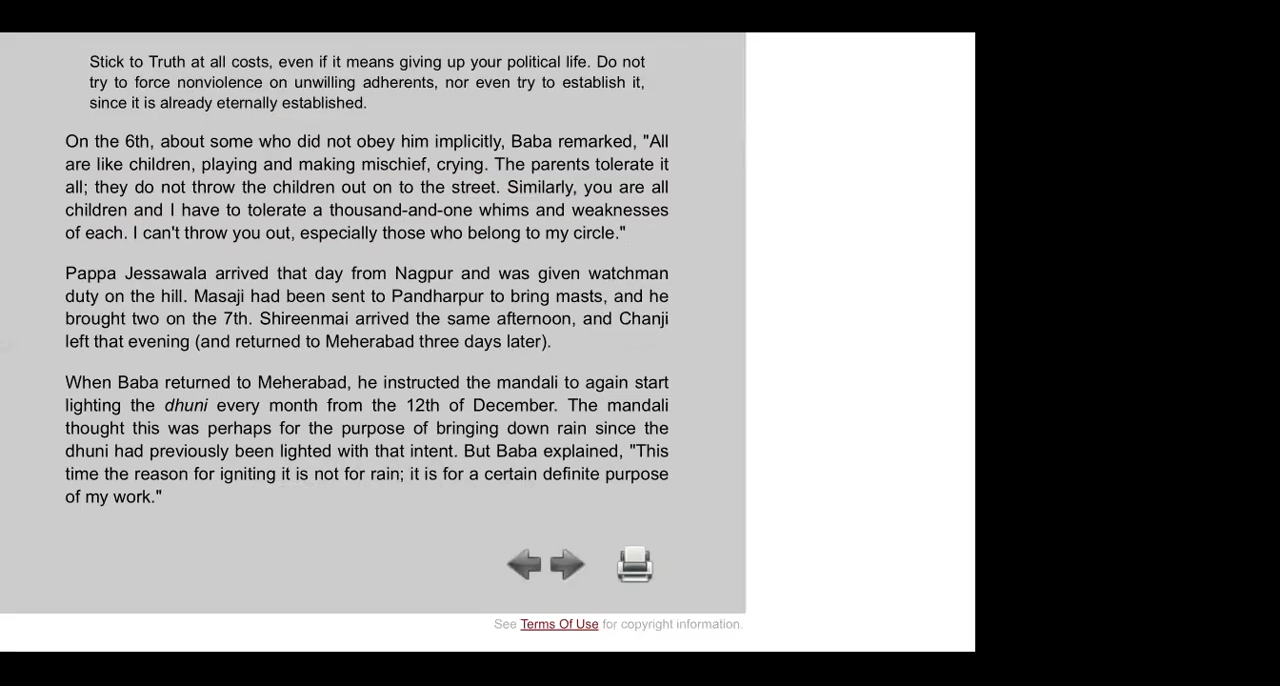 Stick to Truth at all costs, even if it means giving up your political life. Do not
try to force nonviolence on unwilling adherents, nor even try to establish it,
since it is already eternally established.
On the 6th, about some who did not obey him implicitly, Baba remarked, "All
are like children, playing and making mischief, crying. The parents tolerate it
all; they do not throw the children out on to the street. Similarly, you are all
children and I have to tolerate a thousand-and-one whims and weaknesses
of each. I can't throw you out, especially those who belong to my circle."
Pappa Jessawala arrived that day from Nagpur and was given watchman
duty on the hill. Masaji had been sent to Pandharpur to bring masts, and he
brought two on the 7th. Shireenmai arrived the same afternoon, and Chanji
left that evening (and returned to Meherabad three days later).
When Baba returned to Meherabad, he instructed the mandali to again start
lighting the dhuni every month from the 12th of December. The mandali
thought this was perhaps for the purpose of bringing down rain since the
dhuni had previously been lighted with that intent. But Baba explained, "This
time the reason for igniting it is not for rain; it is for a certain definite purpose
of my work."
See Terms Of Use for copyright information.